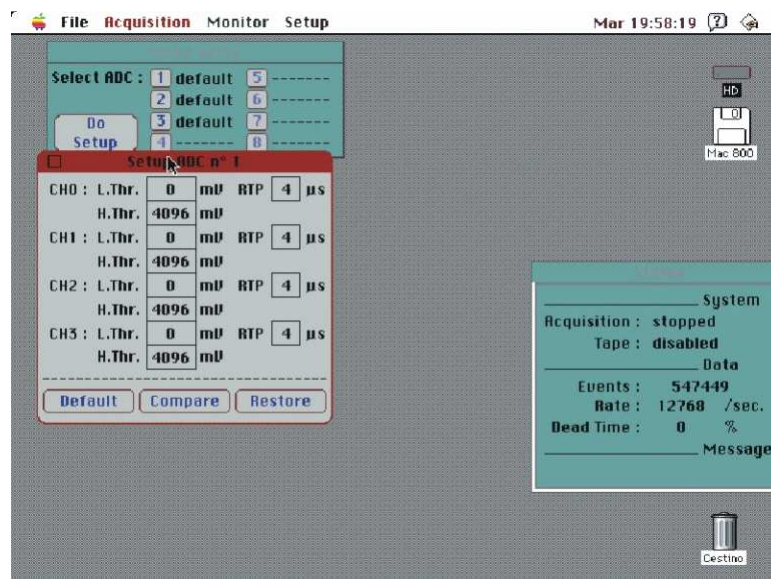 File Acquisition Monitor Setup Mar 19:58:19
Select ADC : 1 default 5 -------
2 default 6 -------
3 default 7 -------
4 ------- 8 -------
Do
Setup
Setup ADC n° 1
CH0 : L.Thr. 0 mV RTP 4 µs
H.Thr. 4096 mV
CH1 : L.Thr. 0 mV RTP 4 µs
H.Thr. 4096 mV
CH2 : L.Thr. 0 mV RTP 4 µs
H.Thr. 4096 mV
CH3 : L.Thr. 0 mV RTP 4 µs
H.Thr. 4096 mV
Default Compare Restore
HD
Mac 800
System
Acquisition : stopped
Tape : disabled
Data
Events : 547449
Rate : 12768 /sec.
Dead Time : 0 %
Message
Cestino